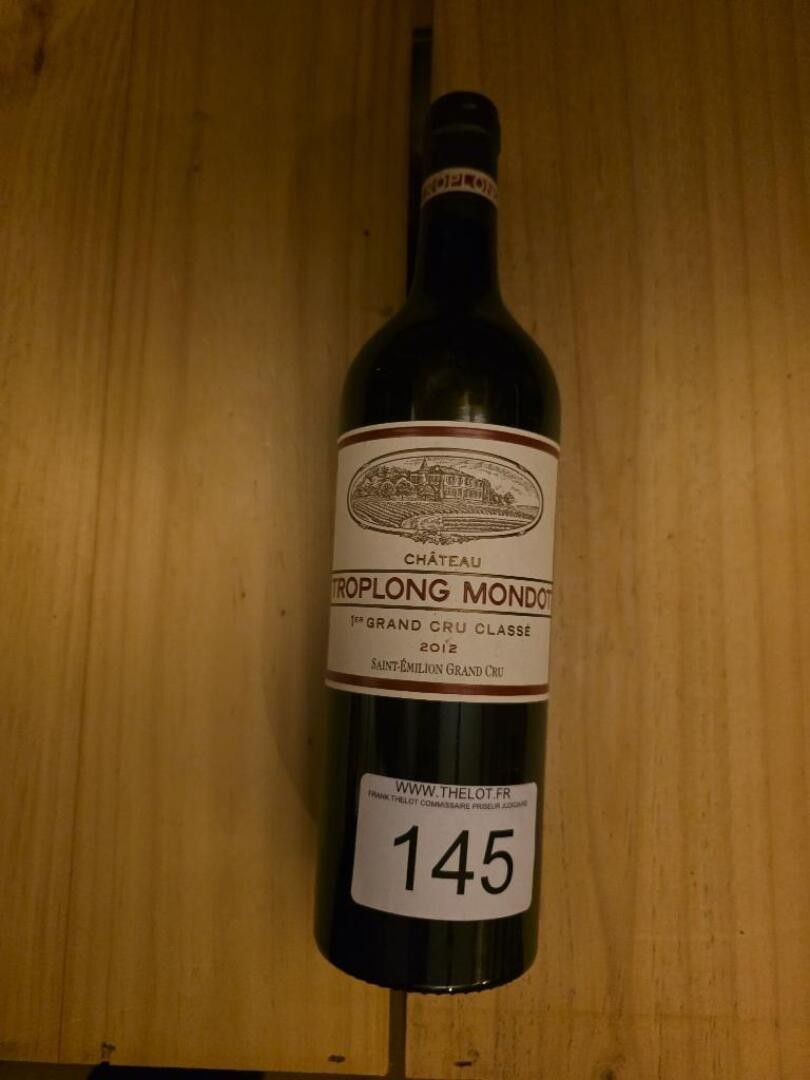 CHÂTEAU
TROPLONG MONDOT
1ER GRAND CRU CLASSÉ
2012
SAINT-ÉMILION GRAND CRU
WWW.THELOT.FR
FRANK THELOT COMMISSAIRE PRISEUR JUDICIAIRE
145